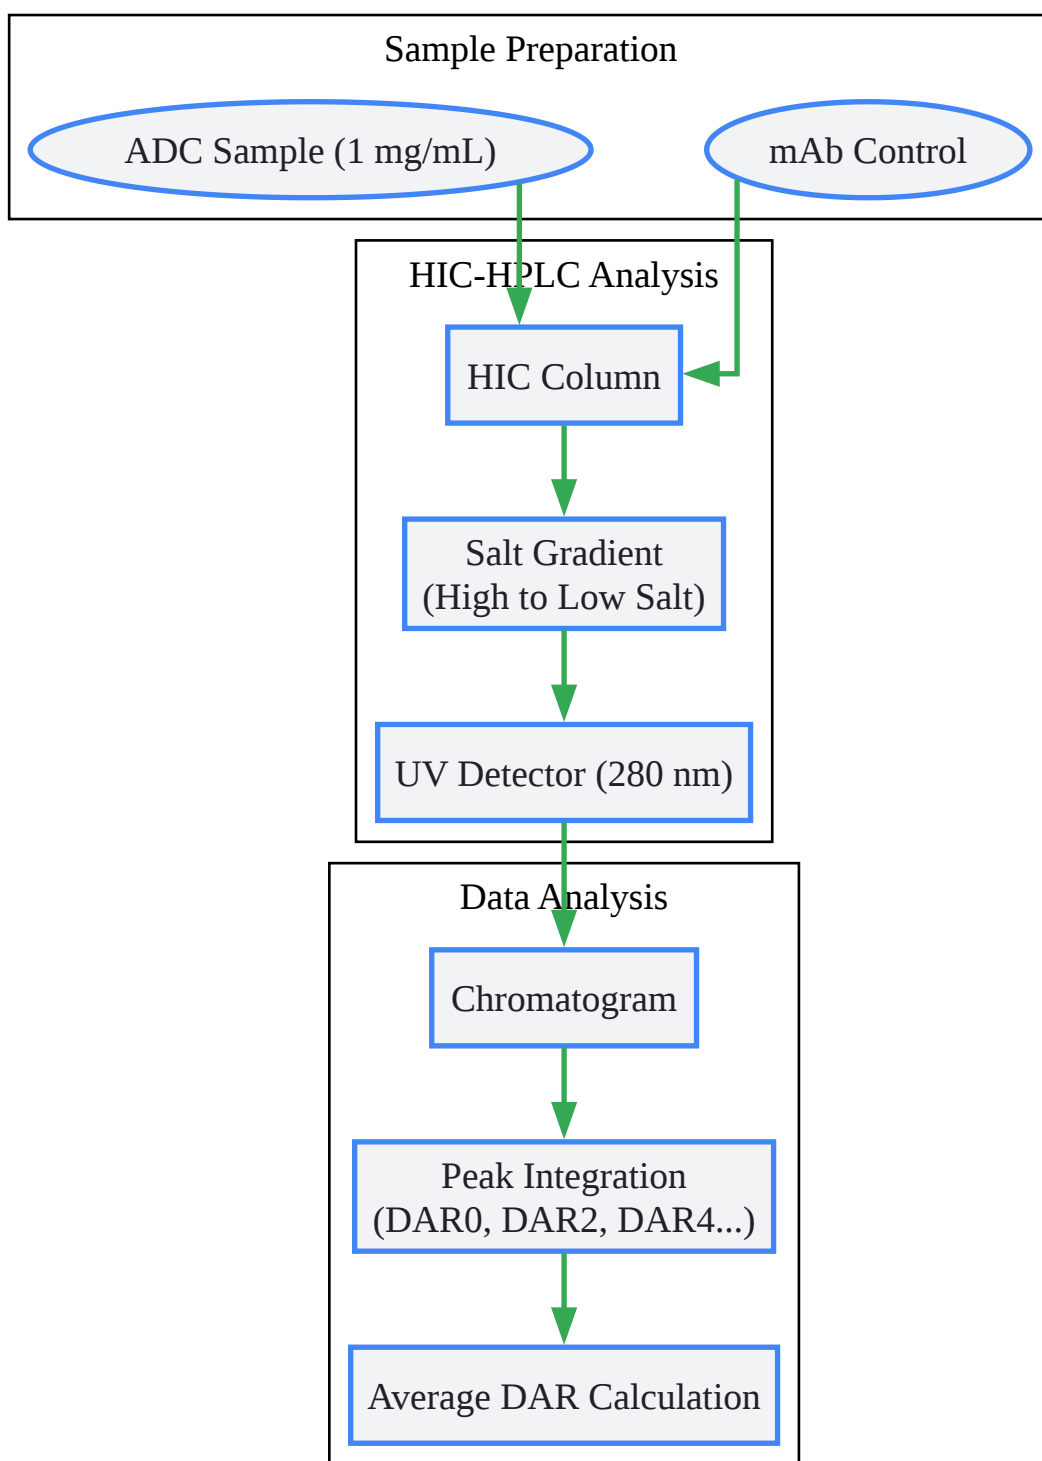 Sample Preparation
ADC Sample (1 mg/mL)
mAb Control
HIC-HPLC Analysis
HIC Column
Salt Gradient
(High to Low Salt)
UV Detector (280 nm)
Data Analysis
Chromatogram
Peak Integration
(DAR0, DAR2, DAR4...)
Average DAR Calculation